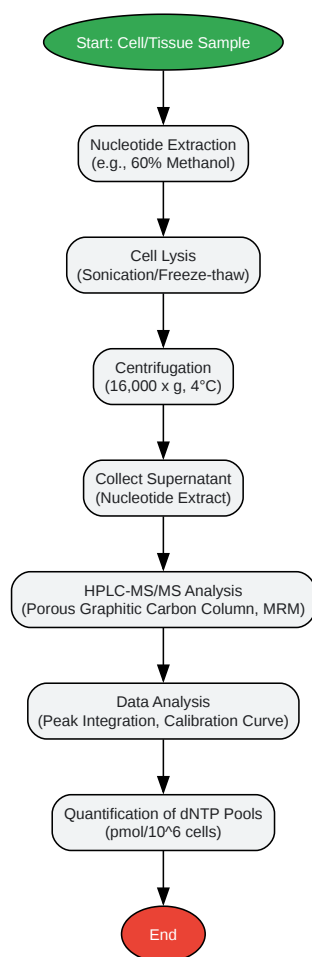 Start: Cell/Tissue Sample
Nucleotide Extraction
(e.g., 60% Methanol)
Cell Lysis
(Sonication/Freeze-thaw)
Centrifugation
(16,000 x g, 4°C)
Collect Supernatant
(Nucleotide Extract)
HPLC-MS/MS Analysis
(Porous Graphitic Carbon Column, MRM)
Data Analysis
(Peak Integration, Calibration Curve)
Quantification of dNTP Pools
(pmol/10^6 cells)
End